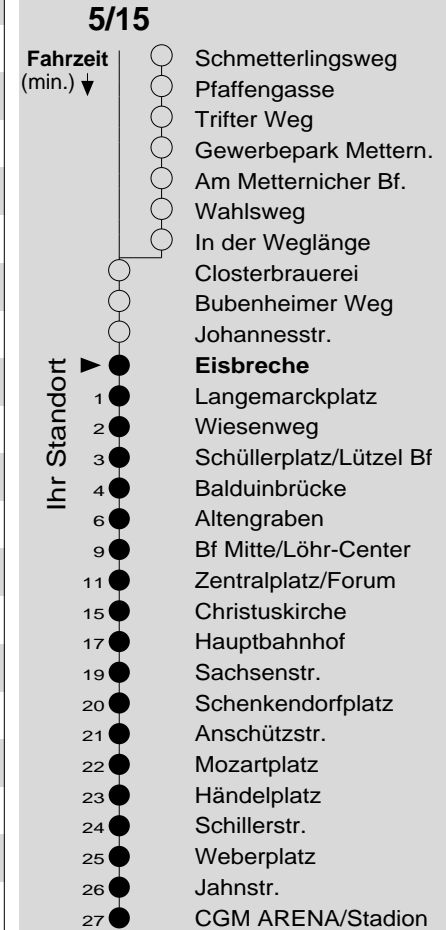 5/15
Fahrzeit
(min.)
Schmetterlingsweg
Pfaffengasse
Trifter Weg
Gewerbepark Mettern.
Am Metternicher Bf.
Wahlsweg
In der Weglänge
Closterbrauerei
Bubenheimer Weg
Johannesstr.
Ihr Standort
Eisbreche
1 Langemarckplatz
2 Wiesenweg
3 Schüllerplatz/Lützel Bf
4 Balduinbrücke
6 Altengraben
9 Bf Mitte/Löhr-Center
11 Zentralplatz/Forum
15 Christuskirche
17 Hauptbahnhof
19 Sachsenstr.
20 Schenkendorfplatz
21 Anschützstr.
22 Mozartplatz
23 Händelplatz
24 Schillerstr.
25 Weberplatz
26 Jahnstr.
27 CGM ARENA/Stadion